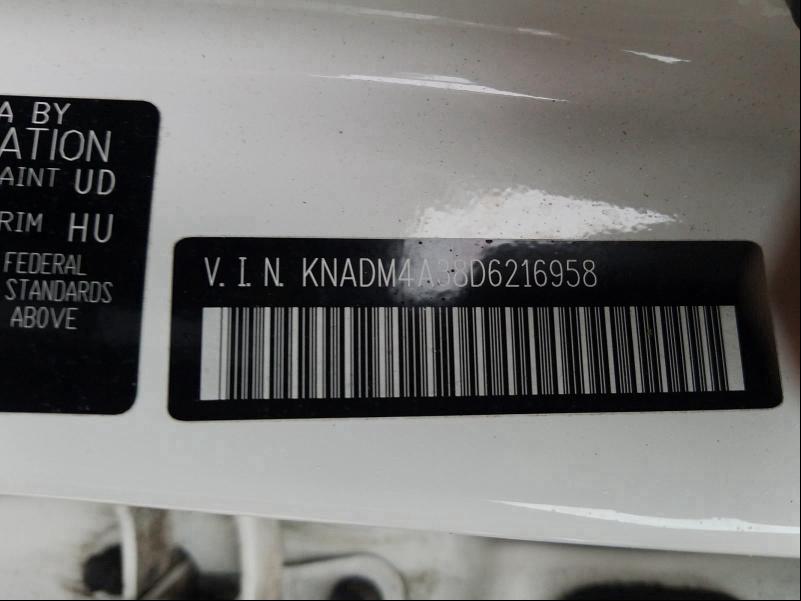 A BY
ATION
AINT UD
RIM HU
FEDERAL
STANDARDS
ABOVE
V.I.N. KNADM4A38D6216958